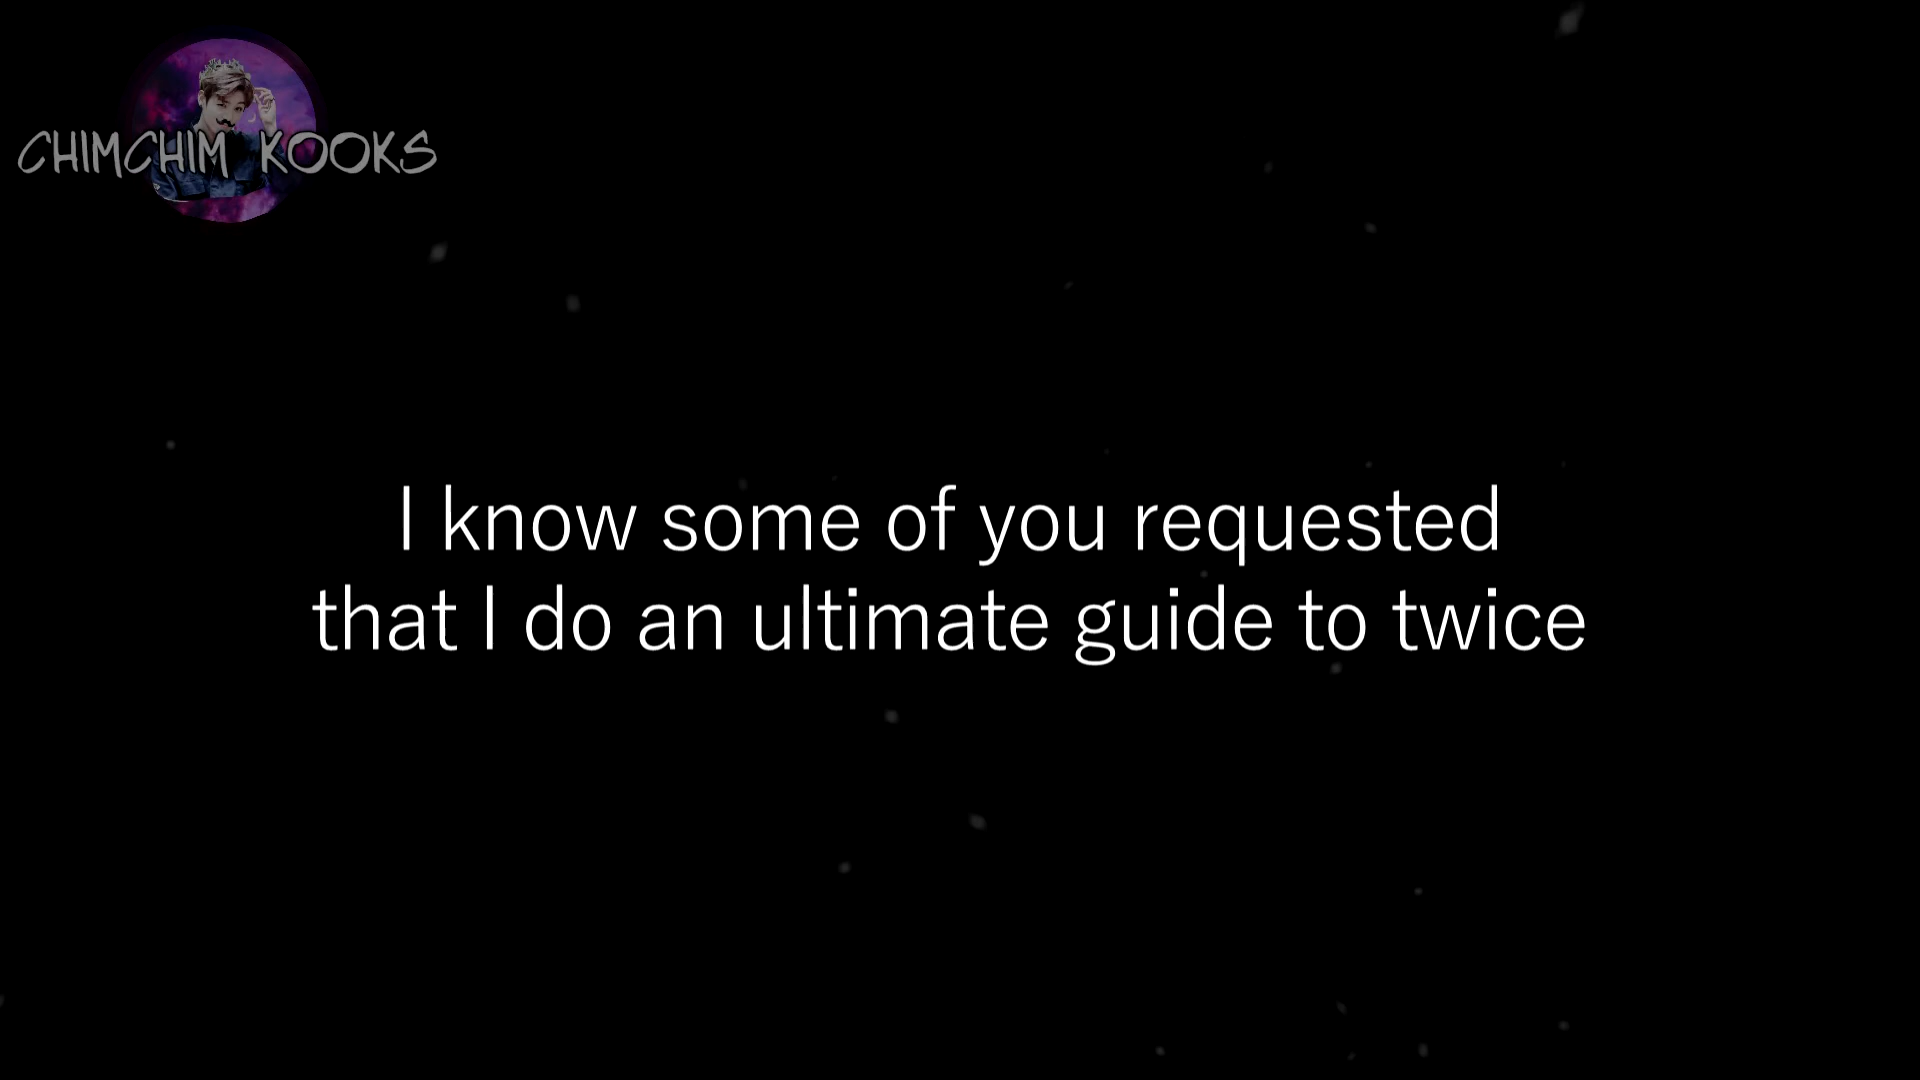 CHIMCHIM KOOKS
I know some of you requested
that I do an ultimate guide to twice